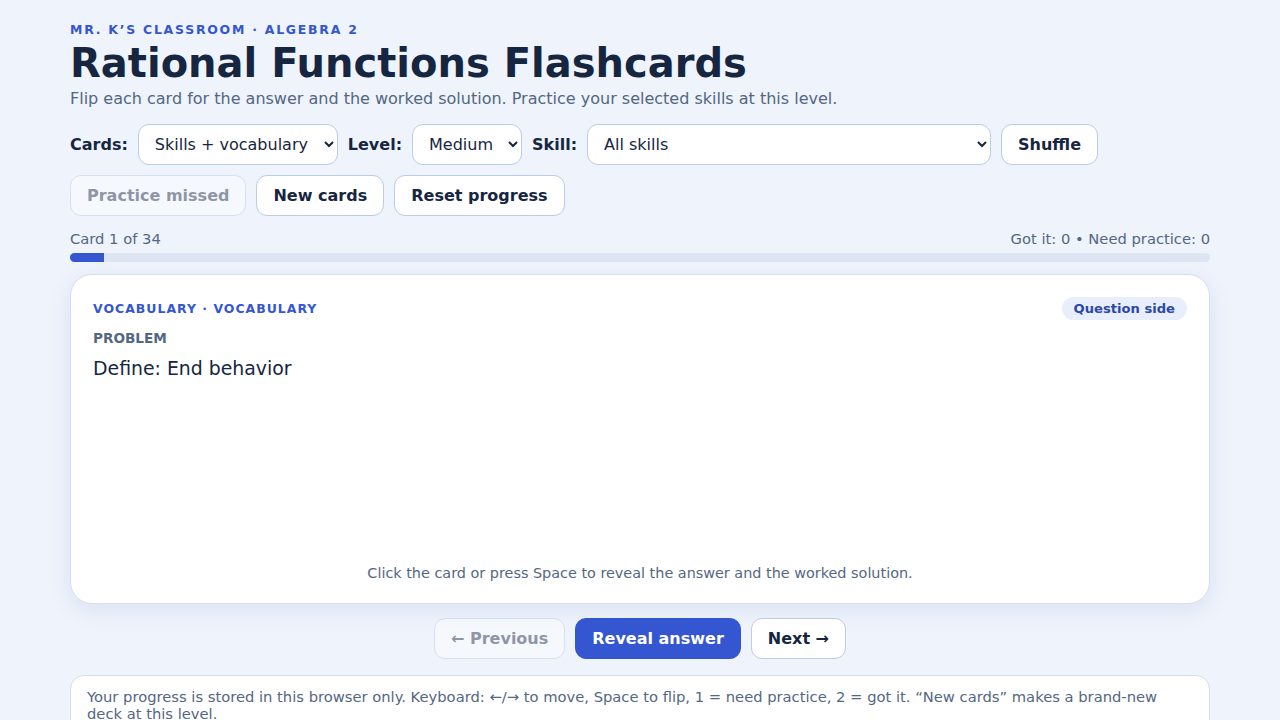 MR. K’S CLASSROOM · ALGEBRA 2
Rational Functions Flashcards
Flip each card for the answer and the worked solution. Practice your selected skills at this level.
Cards: Skills + vocabulary Level: Medium Skill: All skills Shuffle
Practice missed New cards Reset progress
Card 1 of 34 Got it: 0 • Need practice: 0
VOCABULARY · VOCABULARY Question side
PROBLEM
Define: End behavior
Click the card or press Space to reveal the answer and the worked solution.
← Previous Reveal answer Next →
Your progress is stored in this browser only. Keyboard: ←/→ to move, Space to flip, 1 = need practice, 2 = got it. “New cards” makes a brand-new
deck at this level.